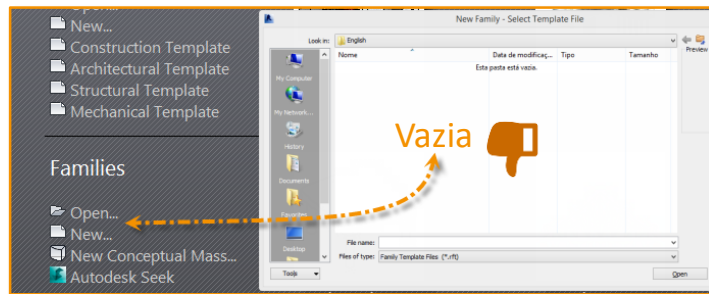 Open...
New...
Construction Template
Architectural Template
Structural Template
Mechanical Template
Families
Open...
New...
New Conceptual Mass...
Autodesk Seek
New Family - Select Template File
Look in: English
Preview
Nome Data de modificaç... Tipo Tamanho
Esta pasta está vazia.
My Computer
My Network...
History
Documents
Favorites
Desktop
Vazia
File name:
Files of type: Family Template Files (*.rft)
Tools Open